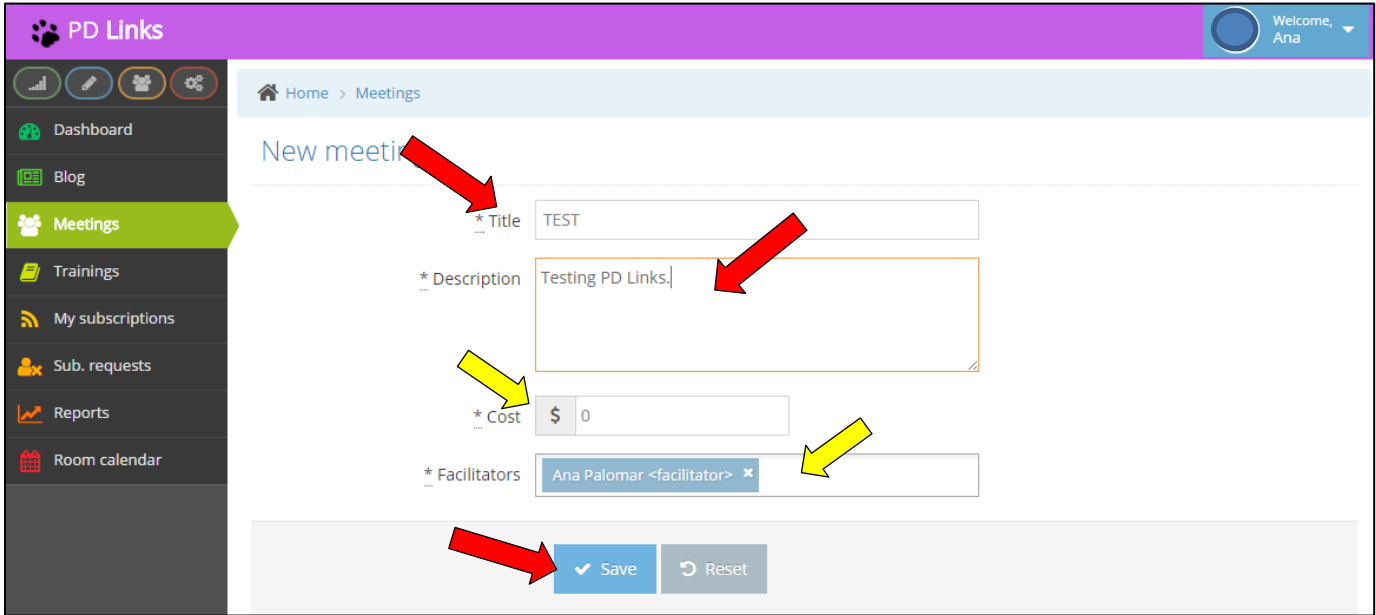 PD Links
Welcome,
Ana
Home > Meetings
Dashboard
Blog
Meetings
Trainings
My subscriptions
Sub. requests
Reports
Room calendar
New meetin
* Title TEST
* Description Testing PD Links.
* Cost $ 0
* Facilitators Ana Palomar <facilitator> ×
Save Reset